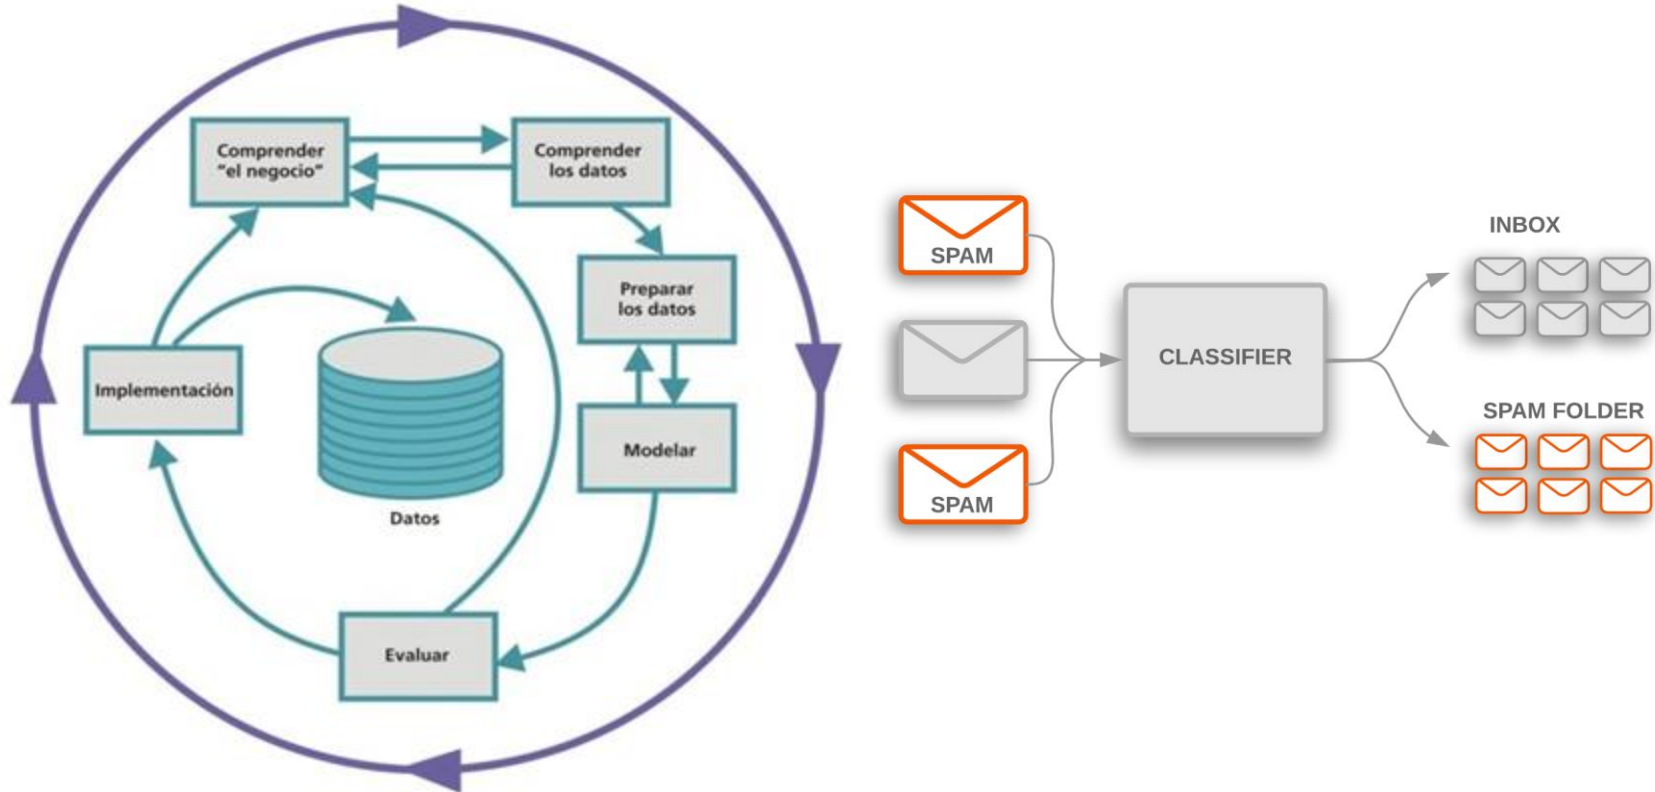 Comprender
"el negocio"
Comprender
los datos
Preparar
los datos
Implementación
Modelar
Datos
Evaluar
SPAM
SPAM
CLASSIFIER
INBOX
SPAM FOLDER